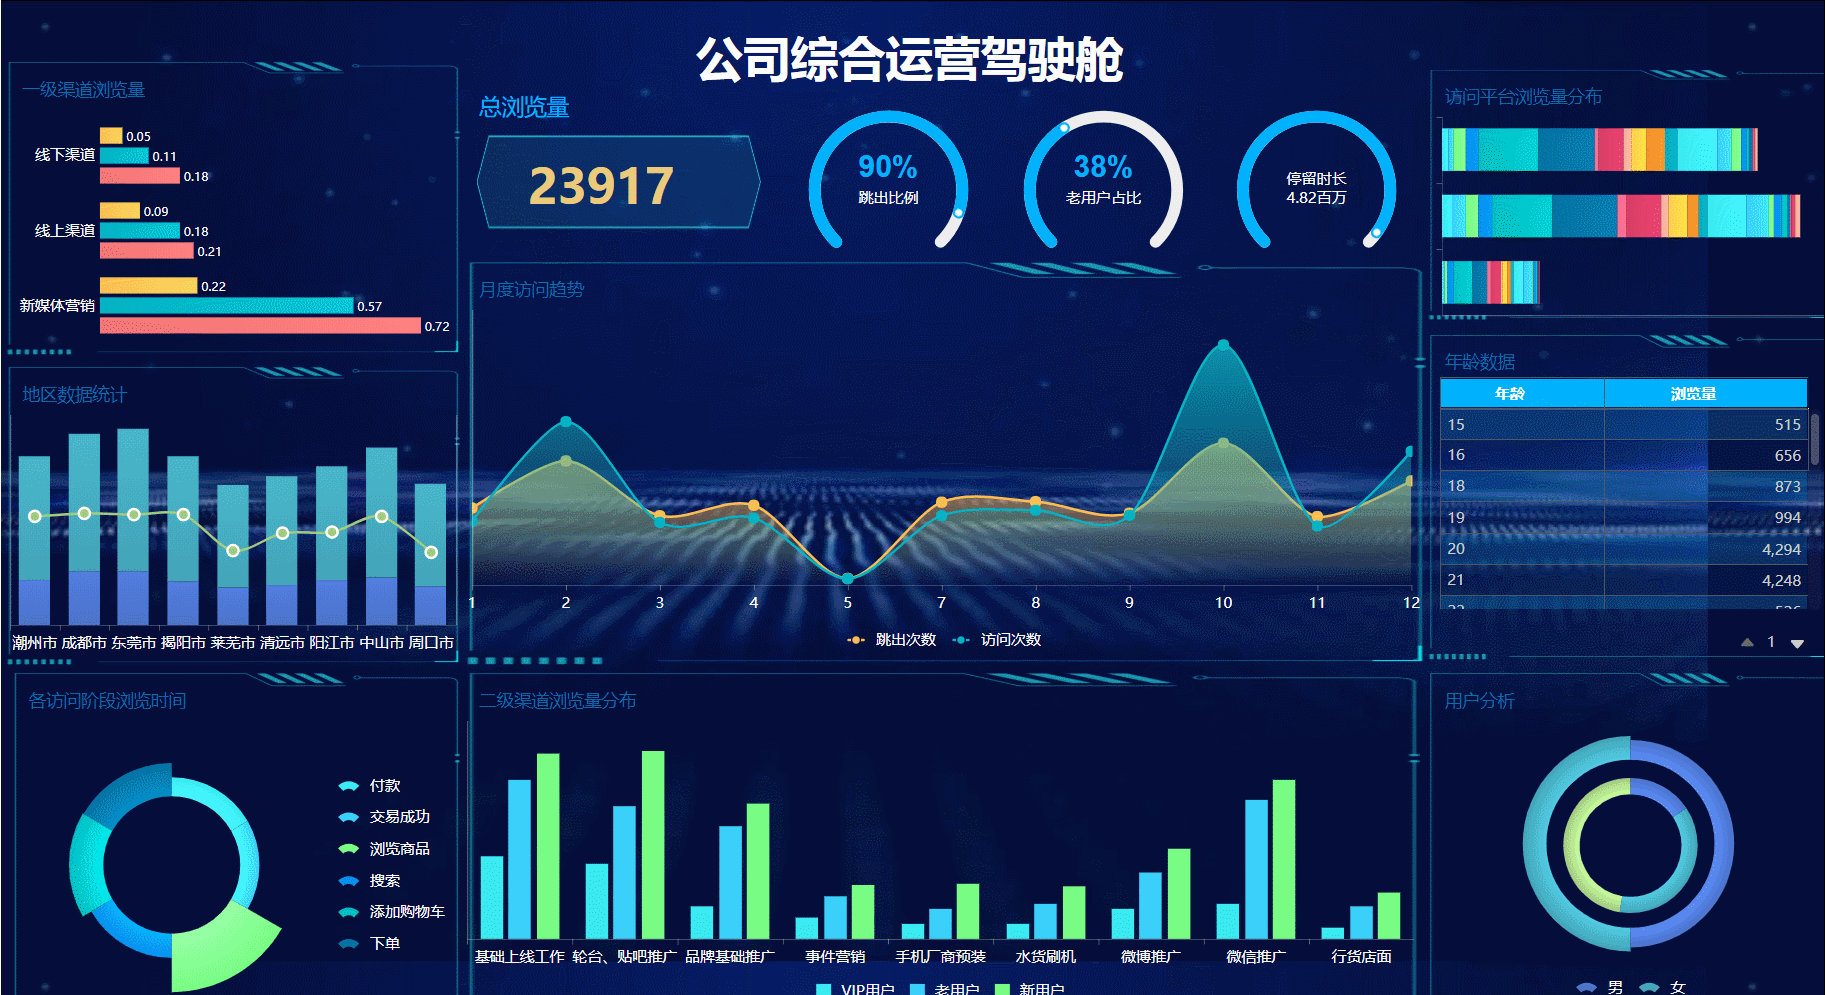 公司综合运营驾驶舱
一级渠道浏览量
线下渠道
0.05
0.11
0.18
线上渠道
0.09
0.18
0.21
新媒体营销
0.22
0.57
0.72
总浏览量
23917
90%
跳出比例
38%
老用户占比
停留时长
4.82百万
访问平台浏览量分布
地区数据统计
潮州市 成都市 东莞市 揭阳市 莱芜市 清远市 阳江市 中山市 周口市
月度访问趋势
1 2 3 4 5 7 8 9 10 11 12
跳出次数 访问次数
年龄数据
年龄 浏览量
15 515
16 656
18 873
19 994
20 4,294
21 4,248
1
各访问阶段浏览时间
付款
交易成功
浏览商品
搜索
添加购物车
下单
二级渠道浏览量分布
基础上线工作 轮台、贴吧推广 品牌基础推广 事件营销 手机厂商预装 水货刷机 微博推广 微信推广 行货店面
VIP用户 老用户 新用户
用户分析
男 女